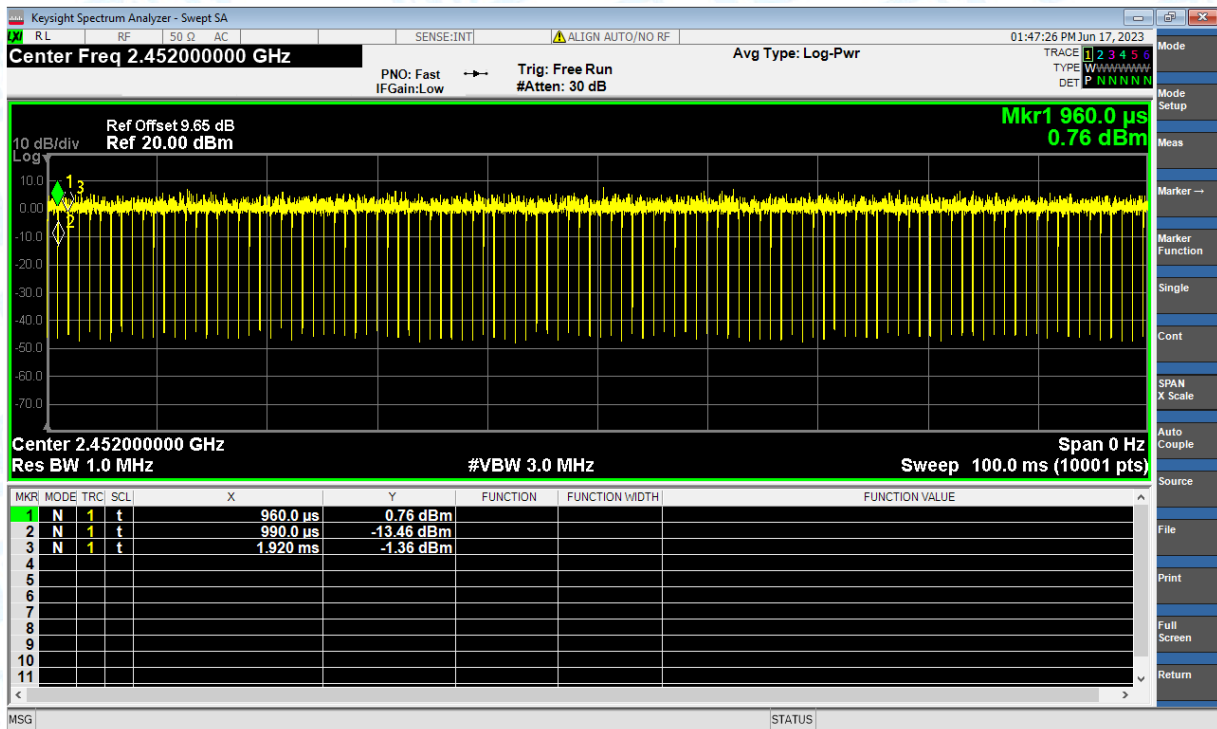 Keysight Spectrum Analyzer - Swept SA
LXI RL RF 50 Ω AC SENSE:INT ALIGN AUTO/NO RF 01:47:26 PM Jun 17, 2023
Center Freq 2.452000000 GHz
Avg Type: Log-Pwr
TRACE 1 2 3 4 5 6
TYPE WWWWWW
DET P N N N N N
PNO: Fast
IFGain:Low
Trig: Free Run
#Atten: 30 dB
Mkr1 960.0 µs
0.76 dBm
Ref Offset 9.65 dB
10 dB/div Ref 20.00 dBm
Log
10.0
0.00
-10.0
-20.0
-30.0
-40.0
-50.0
-60.0
-70.0
1
3
2
Center 2.452000000 GHz Span 0 Hz
Res BW 1.0 MHz #VBW 3.0 MHz Sweep 100.0 ms (10001 pts)
MKR MODE TRC SCL X Y FUNCTION FUNCTION WIDTH FUNCTION VALUE
1 N 1 t 960.0 µs 0.76 dBm
2 N 1 t 990.0 µs -13.46 dBm
3 N 1 t 1.920 ms -1.36 dBm
4
5
6
7
8
9
10
11
MSG STATUS
Mode
Mode
Setup
Meas
Marker →
Marker
Function
Single
Cont
SPAN
X Scale
Auto
Couple
Source
File
Print
Full
Screen
Return